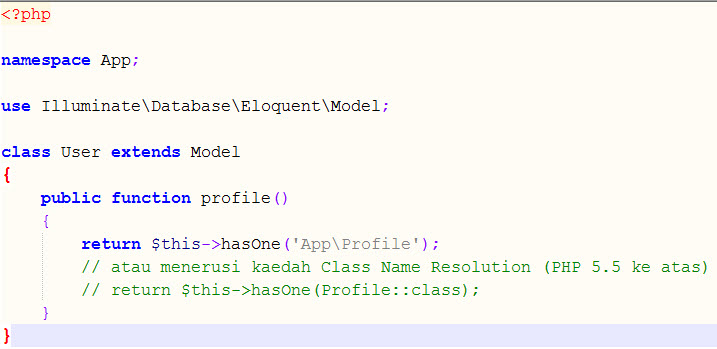 <?php
namespace App;
use Illuminate\Database\Eloquent\Model;
class User extends Model
{
public function profile()
{
return $this->hasOne('App\Profile');
// atau menerusi kaedah Class Name Resolution (PHP 5.5 ke atas)
// return $this->hasOne(Profile::class);
}
}